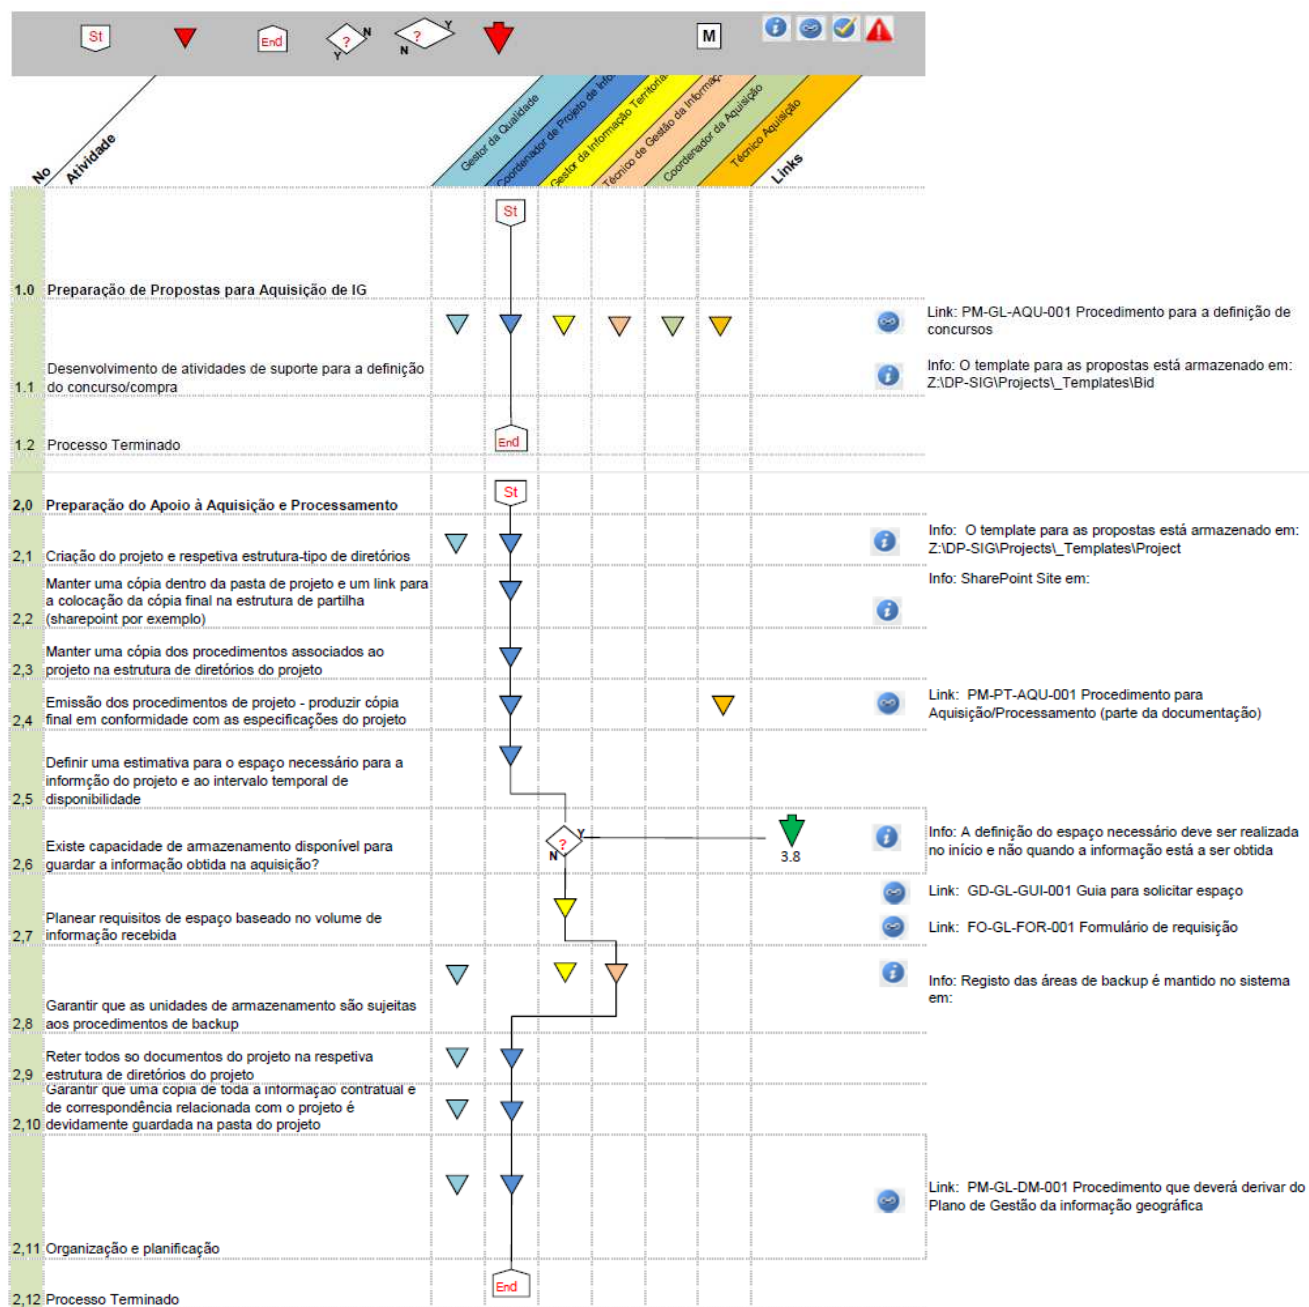 St
End
?
N
Y
?
Y
N
M
No
Atividade
Gestor da Qualidade
Coordenador de Projeto de Info
Gestor da Informação Territoria
Técnico de Gestão da Informaç
Coordenador da Aquisição
Técnico Aquisição
Links
St
1.0 Preparação de Propostas para Aquisição de IG
Link: PM-GL-AQU-001 Procedimento para a definição de
concursos
Desenvolvimento de atividades de suporte para a definição
1.1 do concurso/compra
Info: O template para as propostas está armazenado em:
Z:\DP-SIG\Projects\_Templates\Bid
1.2 Processo Terminado
End
St
2,0 Preparação do Apoio à Aquisição e Processamento
2,1 Criação do projeto e respetiva estrutura-tipo de diretórios
Info: O template para as propostas está armazenado em:
Z:\DP-SIG\Projects\_Templates\Project
Manter uma cópia dentro da pasta de projeto e um link para
a colocação da cópia final na estrutura de partilha
2,2 (sharepoint por exemplo)
Info: SharePoint Site em:
Manter uma cópia dos procedimentos associados ao
2,3 projeto na estrutura de diretórios do projeto
Emissão dos procedimentos de projeto - produzir cópia
2,4 final em conformidade com as especificações do projeto
Link: PM-PT-AQU-001 Procedimento para
Aquisição/Processamento (parte da documentação)
Definir uma estimativa para o espaço necessário para a
informção do projeto e ao intervalo temporal de
2,5 disponibilidade
Existe capacidade de armazenamento disponível para
2,6 guardar a informação obtida na aquisição?
?
Y
N
3.8
Info: A definição do espaço necessário deve ser realizada
no início e não quando a informação está a ser obtida
Link: GD-GL-GUI-001 Guia para solicitar espaço
Planear requisitos de espaço baseado no volume de
2,7 informação recebida
Link: FO-GL-FOR-001 Formulário de requisição
Info: Registo das áreas de backup é mantido no sistema
em:
Garantir que as unidades de armazenamento são sujeitas
2,8 aos procedimentos de backup
Reter todos so documentos do projeto na respetiva
2,9 estrutura de diretórios do projeto
Garantir que uma cópia de toda a informação contratual e
de correspondência relacionada com o projeto é
2,10 devidamente guardada na pasta do projeto
Link: PM-GL-DM-001 Procedimento que deverá derivar do
Plano de Gestão da informação geográfica
2,11 Organização e planificação
End
2,12 Processo Terminado